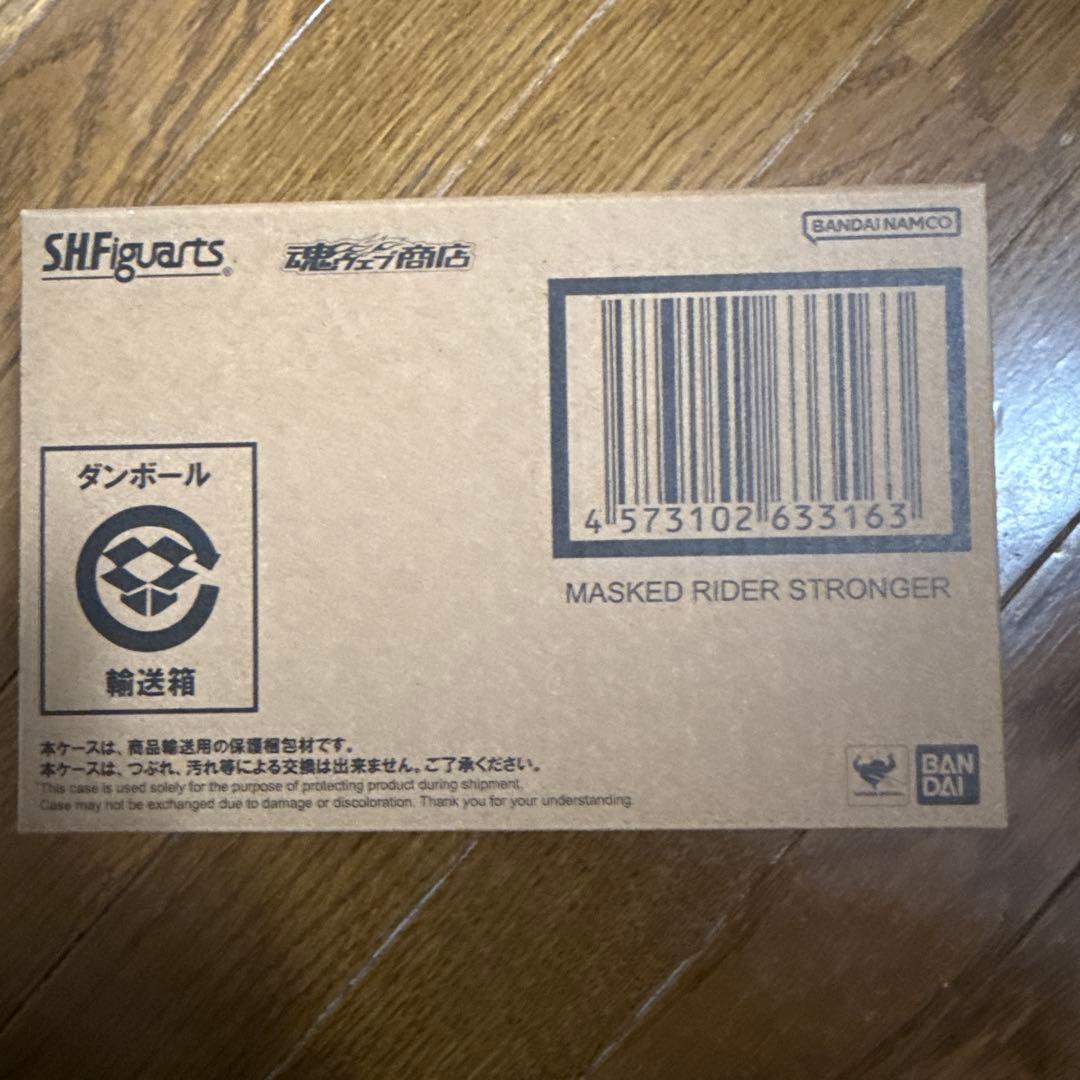 S.H.Figuarts®
魂ウェブ商店
BANDAI NAMCO
4 573102 633163
MASKED RIDER STRONGER
ダンボール
輸送箱
本ケースは、商品輸送用の保護梱包材です。
本ケースは、つぶれ、汚れ等による交換は出来ません。ご了承ください。
This case is used solely for the purpose of protecting product during shipment.
Case may not be exchanged due to damage or discoloration. Thank you for your understanding.
BAN
DAI